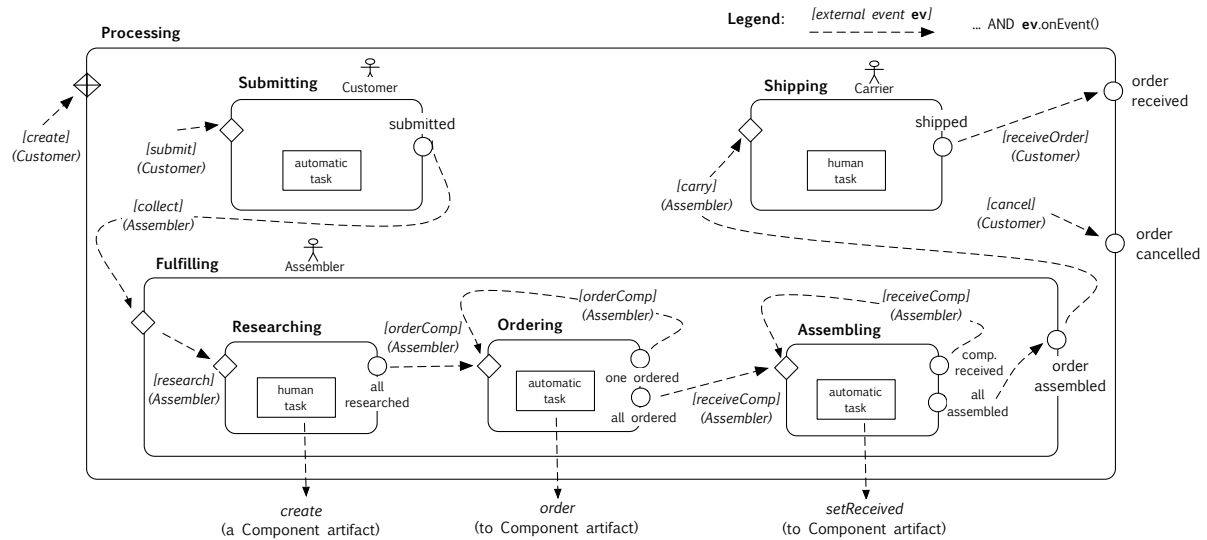 Legend:
[external event ev]
... AND ev.onEvent()
Processing
[create]
(Customer)
Submitting
Customer
[submit]
(Customer)
automatic
task
submitted
Shipping
Carrier
human
task
shipped
[carry]
(Assembler)
[receiveOrder]
(Customer)
order
received
[cancel]
(Customer)
order
cancelled
[collect]
(Assembler)
Fulfilling
Assembler
Researching
[research]
(Assembler)
human
task
all
researched
[orderComp]
(Assembler)
Ordering
[orderComp]
(Assembler)
automatic
task
one ordered
all ordered
[receiveComp]
(Assembler)
Assembling
[receiveComp]
(Assembler)
automatic
task
comp.
received
all
assembled
order
assembled
create
(a Component artifact)
order
(to Component artifact)
setReceived
(to Component artifact)